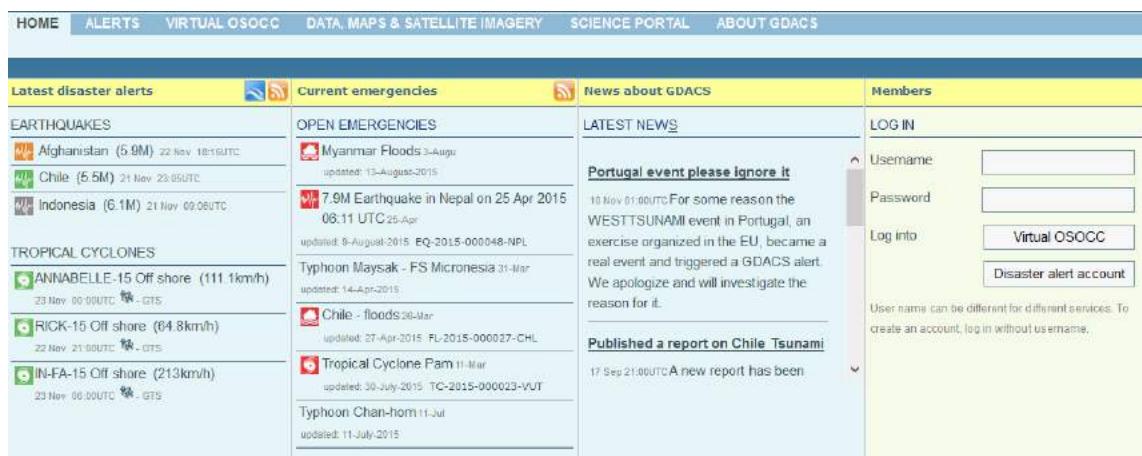 HOME ALERTS VIRTUAL OSOCC DATA, MAPS & SATELLITE IMAGERY SCIENCE PORTAL ABOUT GDACS
Latest disaster alerts
EARTHQUAKES
Afghanistan (5.9M) 22 Nov 18:16UTC
Chile (5.5M) 21 Nov 23:05UTC
Indonesia (6.1M) 21 Nov 09:06UTC
TROPICAL CYCLONES
ANNABELLE-15 Off shore (111.1km/h)
23 Nov 00:00UTC - GTS
RICK-15 Off shore (64.8km/h)
22 Nov 21:00UTC - GTS
IN-FA-15 Off shore (213km/h)
23 Nov 06:00UTC - GTS
Current emergencies
OPEN EMERGENCIES
Myanmar Floods 3-Augu
updated: 13-August-2015
7.9M Earthquake in Nepal on 25 Apr 2015
06:11 UTC 25-Apr
updated: 8-August-2015 EQ-2015-000048-NPL
Typhoon Maysak - FS Micronesia 31-Mar
updated: 14-Apr-2015
Chile - floods 26-Mar
updated: 27-Apr-2015 FL-2015-000027-CHL
Tropical Cyclone Pam 11-Mar
updated: 30-July-2015 TC-2015-000023-VUT
Typhoon Chan-hom 11-Jul
updated: 11-July-2015
News about GDACS
LATEST NEWS
Portugal event please ignore it
10 Nov 01:00UTC For some reason the
WESTTSUNAMI event in Portugal, an
exercise organized in the EU, became a
real event and triggered a GDACS alert.
We apologize and will investigate the
reason for it.
Published a report on Chile Tsunami
17 Sep 21:00UTC A new report has been
Members
LOG IN
Username
Password
Log into Virtual OSOCC
Disaster alert account
User name can be different for different services. To
create an account, log in without username.